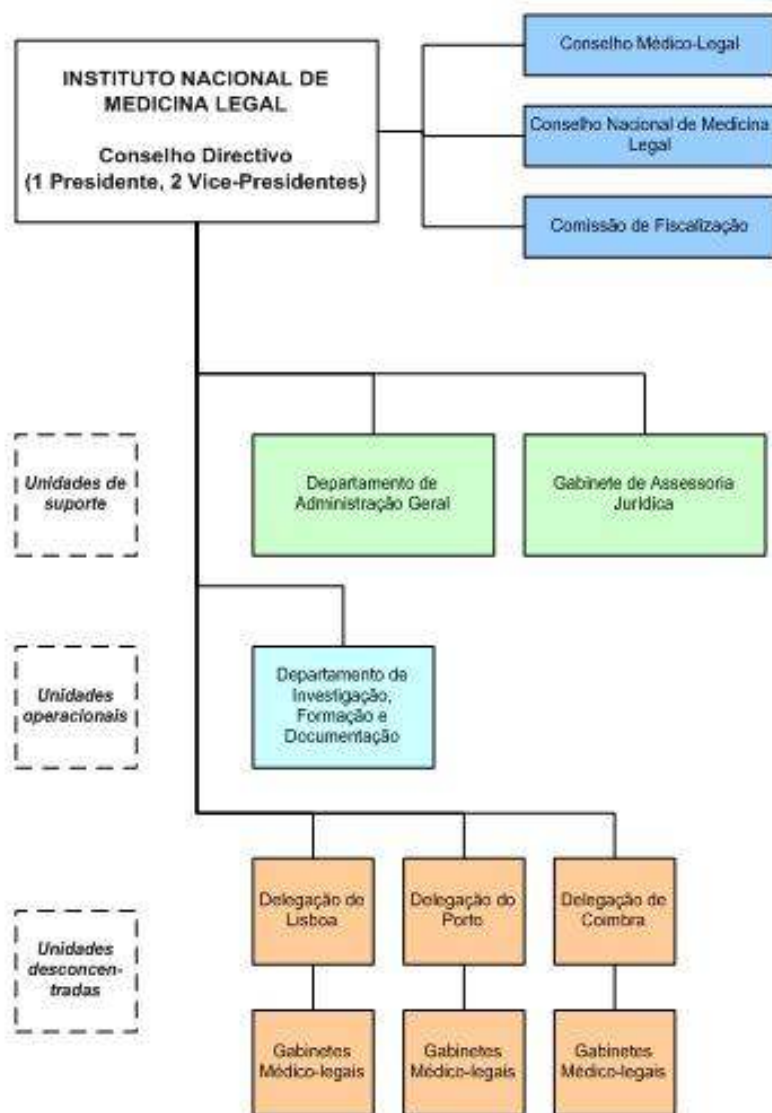 INSTITUTO NACIONAL DE
MEDICINA LEGAL
Conselho Directivo
(1 Presidente, 2 Vice-Presidentes)
Conselho Médico-Legal
Conselho Nacional de Medicina
Legal
Comissão de Fiscalização
Unidades de
suporte
Departamento de
Administração Geral
Gabinete de Assessoria
Jurídica
Unidades
operacionais
Departamento de
Investigação,
Formação e
Documentação
Unidades
desconcen-
tradas
Delegação de
Lisboa
Delegação do
Porto
Delegação de
Coimbra
Gabinetes
Médico-legais
Gabinetes
Médico-legais
Gabinetes
Médico-legais